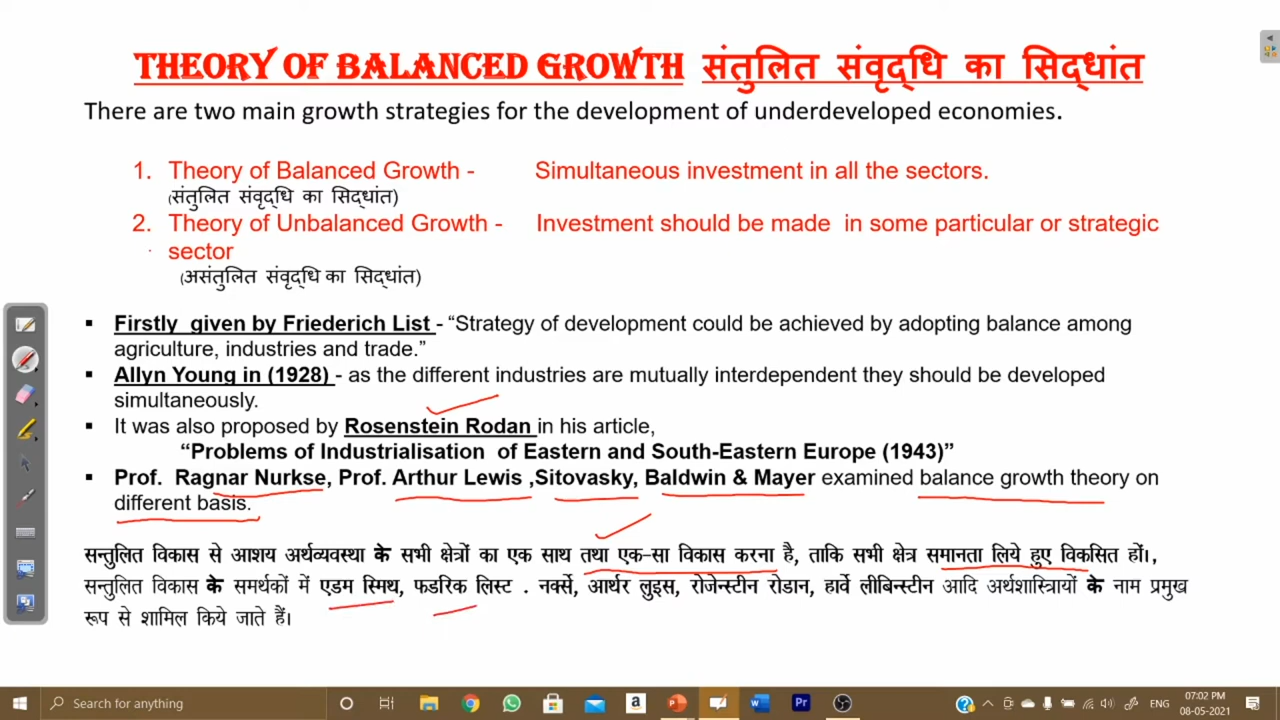 THEORY OF BALANCED GROWTH संतुलित संवृद्धि का सिद्धांत
There are two main growth strategies for the development of underdeveloped economies.
1. Theory of Balanced Growth - Simultaneous investment in all the sectors.
(संतुलित संवृद्धि का सिद्धांत)
2. Theory of Unbalanced Growth - Investment should be made in some particular or strategic
sector
(असंतुलित संवृद्धि का सिद्धांत)
▪ Firstly given by Friederich List - “Strategy of development could be achieved by adopting balance among
agriculture, industries and trade.”
▪ Allyn Young in (1928) - as the different industries are mutually interdependent they should be developed
simultaneously.
▪ It was also proposed by Rosenstein Rodan in his article,
“Problems of Industrialisation of Eastern and South-Eastern Europe (1943)”
▪ Prof. Ragnar Nurkse, Prof. Arthur Lewis ,Sitovasky, Baldwin & Mayer examined balance growth theory on
different basis.
सन्तुलित विकास से आशय अर्थव्यवस्था के सभी क्षेत्रों का एक साथ तथा एक-सा विकास करना है, ताकि सभी क्षेत्र समानता लिये हुए विकसित हों।,
सन्तुलित विकास के समर्थकों में एडम स्मिथ, फडरिक लिस्ट . नर्क्से, आर्थर लुइस, रोजेन्स्टीन रोडान, हार्वे लीबिन्स्टीन आदि अर्थशास्त्रियों के नाम प्रमुख
रूप से शामिल किये जाते हैं।
Search for anything
ENG
07:02 PM
08-05-2021